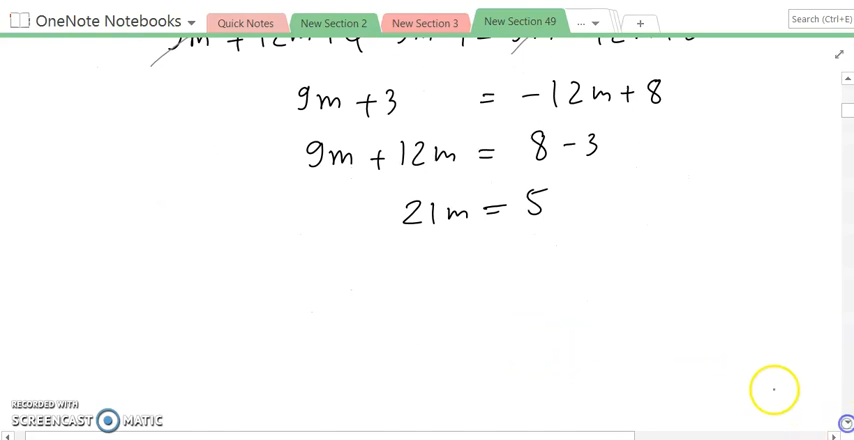 OneNote Notebooks Quick Notes New Section 2 New Section 3 New Section 49 ... + Search (Ctrl+E)
9m + 3 = -12m + 8
9m + 12m = 8 - 3
21m = 5
RECORDED WITH
SCREENCAST MATIC